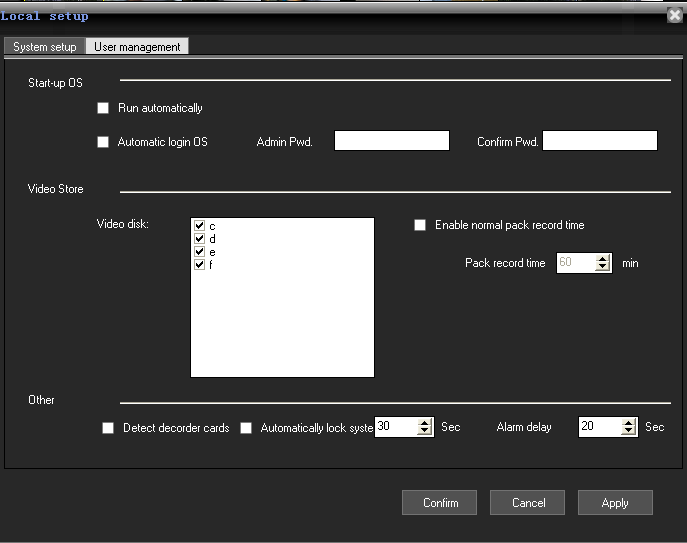 Local setup
System setup User management
Start-up OS
Run automatically
Automatic login OS Admin Pwd. Confirm Pwd.
Video Store
Video disk:
c
d
e
f
Enable normal pack record time
Pack record time 60 min
Other
Detect decorder cards Automatically lock syste 30 Sec Alarm delay 20 Sec
Confirm Cancel Apply